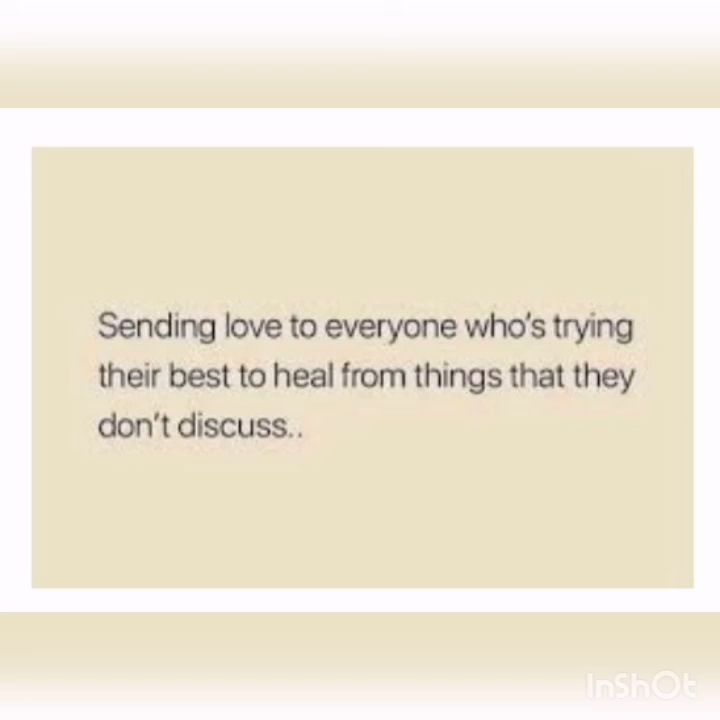 Sending love to everyone who's trying
their best to heal from things that they
don't discuss..
InShOt